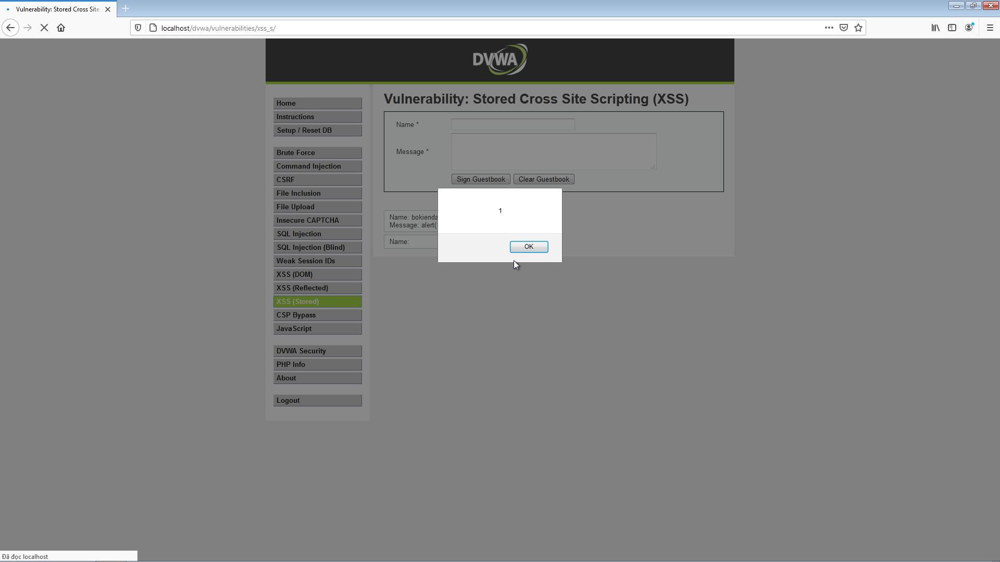 Vulnerability: Stored Cross Site
localhost/dvwa/vulnerabilities/xss_s/
DVWA
Home
Instructions
Setup / Reset DB
Brute Force
Command Injection
CSRF
File Inclusion
File Upload
Insecure CAPTCHA
SQL Injection
SQL Injection (Blind)
Weak Session IDs
XSS (DOM)
XSS (Reflected)
XSS (Stored)
CSP Bypass
JavaScript
DVWA Security
PHP Info
About
Logout
Vulnerability: Stored Cross Site Scripting (XSS)
Name *
Message *
Sign Guestbook Clear Guestbook
Name: bokienda
Message: alert(
Name:
1
OK
Đã đọc localhost